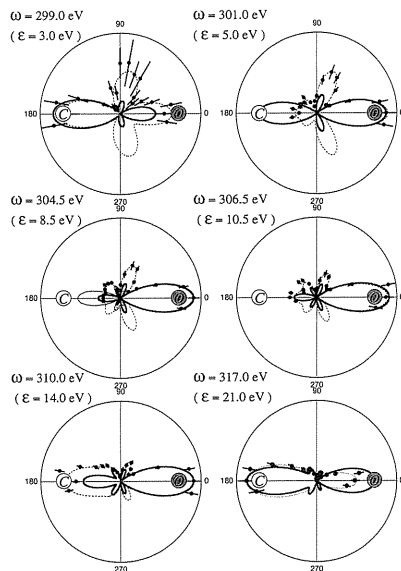 ω = 299.0 eV
( ε = 3.0 eV )
90
180
C
O
0
270
ω = 301.0 eV
( ε = 5.0 eV )
90
180
C
O
0
270
ω = 304.5 eV
( ε = 8.5 eV )
90
180
C
O
0
270
ω = 306.5 eV
( ε = 10.5 eV )
90
180
C
O
0
270
ω = 310.0 eV
( ε = 14.0 eV )
90
180
C
O
0
270
ω = 317.0 eV
( ε = 21.0 eV )
90
180
C
O
0
270